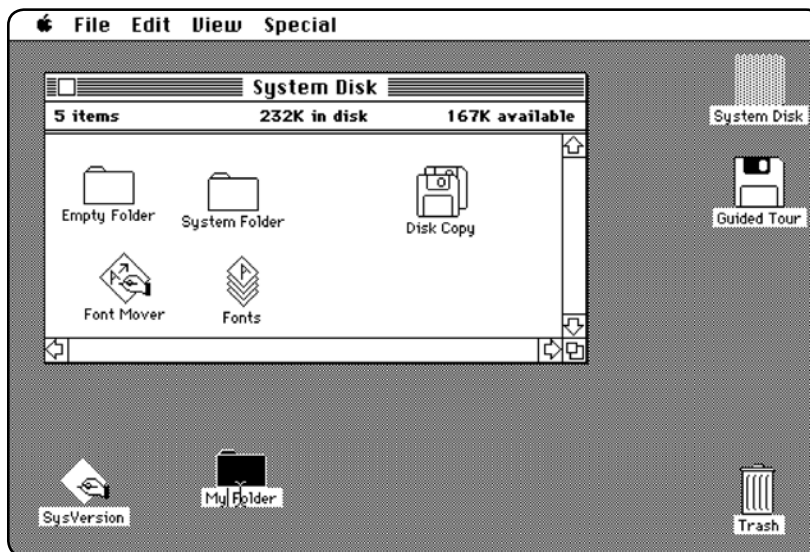 File Edit View Special
System Disk
5 items 232K in disk 167K available
Empty Folder
System Folder
Disk Copy
Font Mover
Fonts
System Disk
Guided Tour
SysVersion
My Folder
Trash